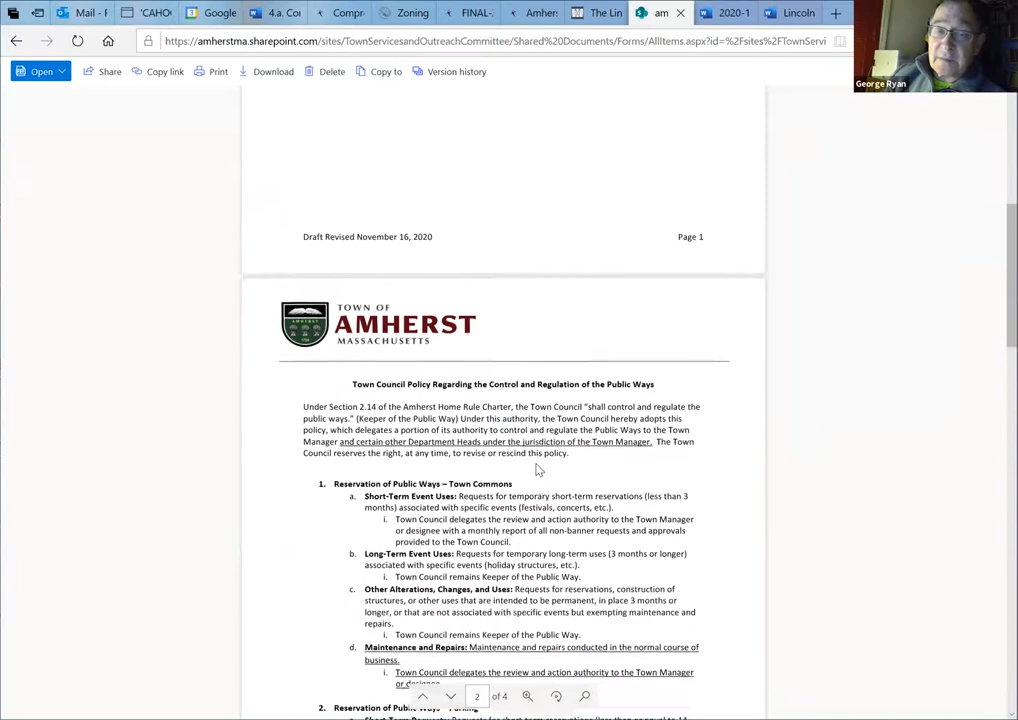 Mail - F
'CAHO
Google
4.a. Co
Compr
Zoning
FINAL-
Amhers
The Lin
am
2020-1
Lincoln
https://amherstma.sharepoint.com/sites/TownServicesandOutreachCommittee/Shared%20Documents/Forms/AllItems.aspx?id=%2Fsites%2FTownServi
Open
Share
Copy link
Print
Download
Delete
Copy to
Version history
George Ryan
Draft Revised November 16, 2020
Page 1
TOWN OF
AMHERST
MASSACHUSETTS
Town Council Policy Regarding the Control and Regulation of the Public Ways
Under Section 2.14 of the Amherst Home Rule Charter, the Town Council "shall control and regulate the
public ways." (Keeper of the Public Way) Under this authority, the Town Council hereby adopts this
policy, which delegates a portion of its authority to control and regulate the Public Ways to the Town
Manager and certain other Department Heads under the jurisdiction of the Town Manager. The Town
Council reserves the right, at any time, to revise or rescind this policy.
1. Reservation of Public Ways – Town Commons
a. Short-Term Event Uses: Requests for temporary short-term reservations (less than 3
months) associated with specific events (festivals, concerts, etc.).
i. Town Council delegates the review and action authority to the Town Manager
or designee with a monthly report of all non-banner requests and approvals
provided to the Town Council.
b. Long-Term Event Uses: Requests for temporary long-term uses (3 months or longer)
associated with specific events (holiday structures, etc.).
i. Town Council remains Keeper of the Public Way.
c. Other Alterations, Changes, and Uses: Requests for reservations, construction of
structures, or other uses that are intended to be permanent, in place 3 months or
longer, or that are not associated with specific events but exempting maintenance and
repairs.
i. Town Council remains Keeper of the Public Way.
d. Maintenance and Repairs: Maintenance and repairs conducted in the normal course of
business.
i. Town Council delegates the review and action authority to the Town Manager
or designee.
2 of 4
2. Reservation of Public Ways – Parking